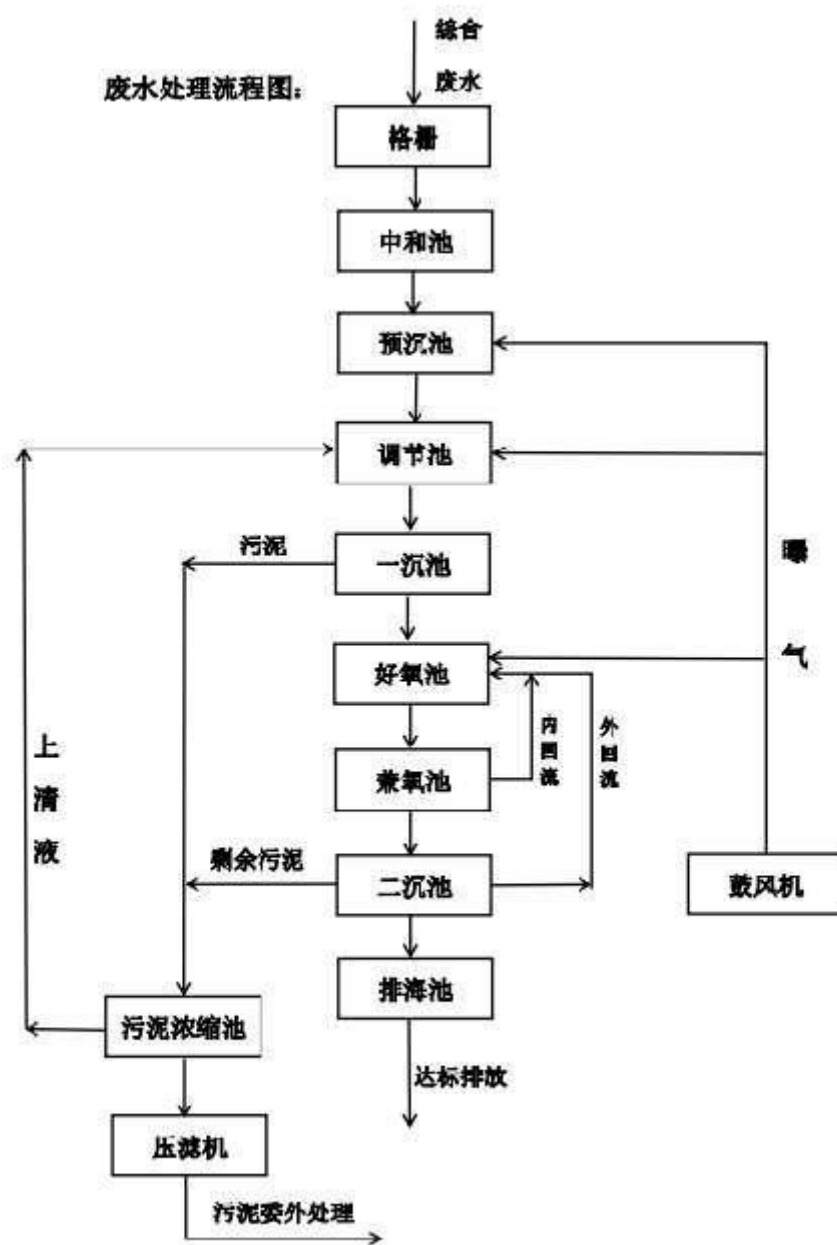 综合
废水处理流程图：
废水
格栅
中和池
预沉池
调节池
一沉池
污泥
曝气
好氧池
内回流
外回流
兼氧池
上清液
剩余污泥
二沉池
鼓风机
排海池
污泥浓缩池
达标排放
压滤机
污泥委外处理